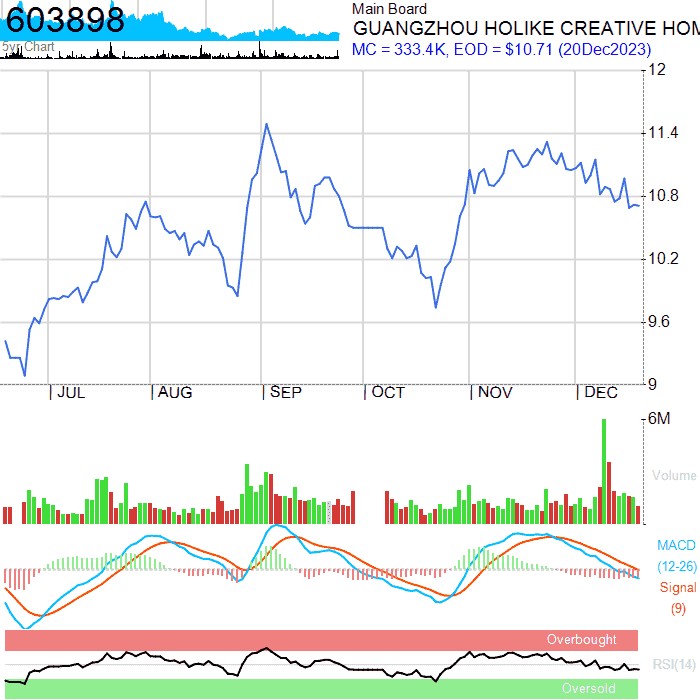 603898
Main Board
GUANGZHOU HOLIKE CREATIVE HOM
5yr Chart
MC = 333.4K, EOD = $10.71 (20Dec2023)
12
11.4
10.8
10.2
9.6
9
JUL AUG SEP OCT NOV DEC
6M
Volume
MACD
(12-26)
Signal
(9)
Overbought
RSI(14)
Oversold